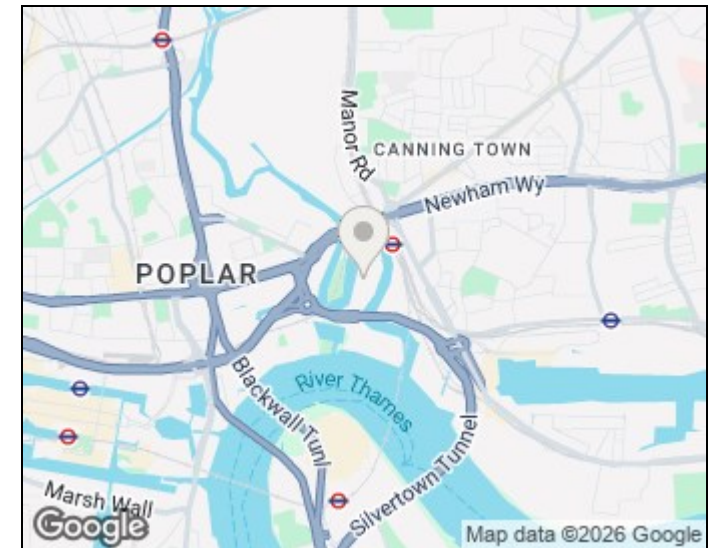 Manor Rd
CANNING TOWN
Newham Wy
POPLAR
River Thames
Blackwall Tunl
Silvertown Tunnel
Marsh Wall
Google
Map data ©2026 Google